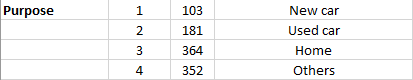 Purpose 1 103 New car
2 181 Used car
3 364 Home
4 352 Others